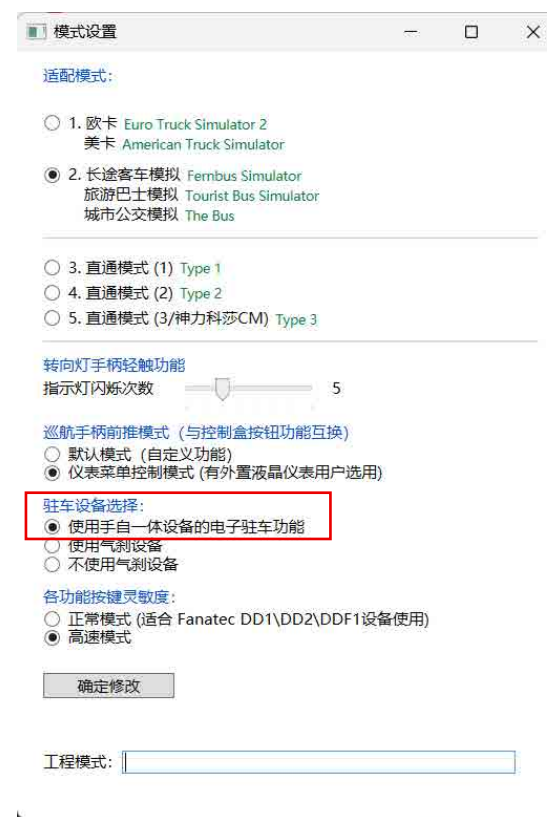 模式设置
适配模式:
1. 欧卡 Euro Truck Simulator 2
美卡 American Truck Simulator
2. 长途客车模拟 Fernbus Simulator
旅游巴士模拟 Tourist Bus Simulator
城市公交模拟 The Bus
3. 直通模式 (1) Type 1
4. 直通模式 (2) Type 2
5. 直通模式 (3/神力科莎CM) Type 3
转向灯手柄轻触功能
指示灯闪烁次数 5
巡航手柄前推模式 (与控制盒按钮功能互换)
默认模式 (自定义功能)
仪表菜单控制模式 (有外置液晶仪表用户选用)
驻车设备选择:
使用手自一体设备的电子驻车功能
使用气刹设备
不使用气刹设备
各功能按键灵敏度:
正常模式 (适合 Fanatec DD1\DD2\DDF1设备使用)
高速模式
确定修改
工程模式: